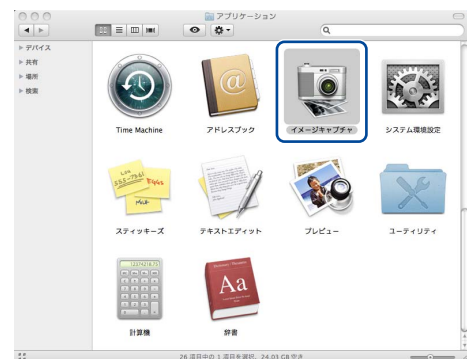 アプリケーション
デバイス
共有
場所
検索
Time Machine
アドレスブック
イメージキャプチャ
システム環境設定
スティッキーズ
テキストエディット
プレビュー
ユーティリティ
計算機
辞書
Aa
26 項目中の 1 項目を選択、24.03 GB 空き